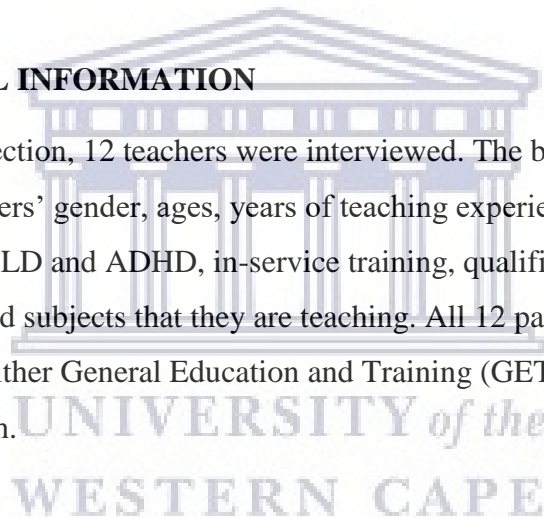 L INFORMATION
ection, 12 teachers were interviewed. The b
ers’ gender, ages, years of teaching experie
LD and ADHD, in-service training, qualifi
d subjects that they are teaching. All 12 pa
ither General Education and Training (GET
n.
UNIVERSITY of the
WESTERN CAPE